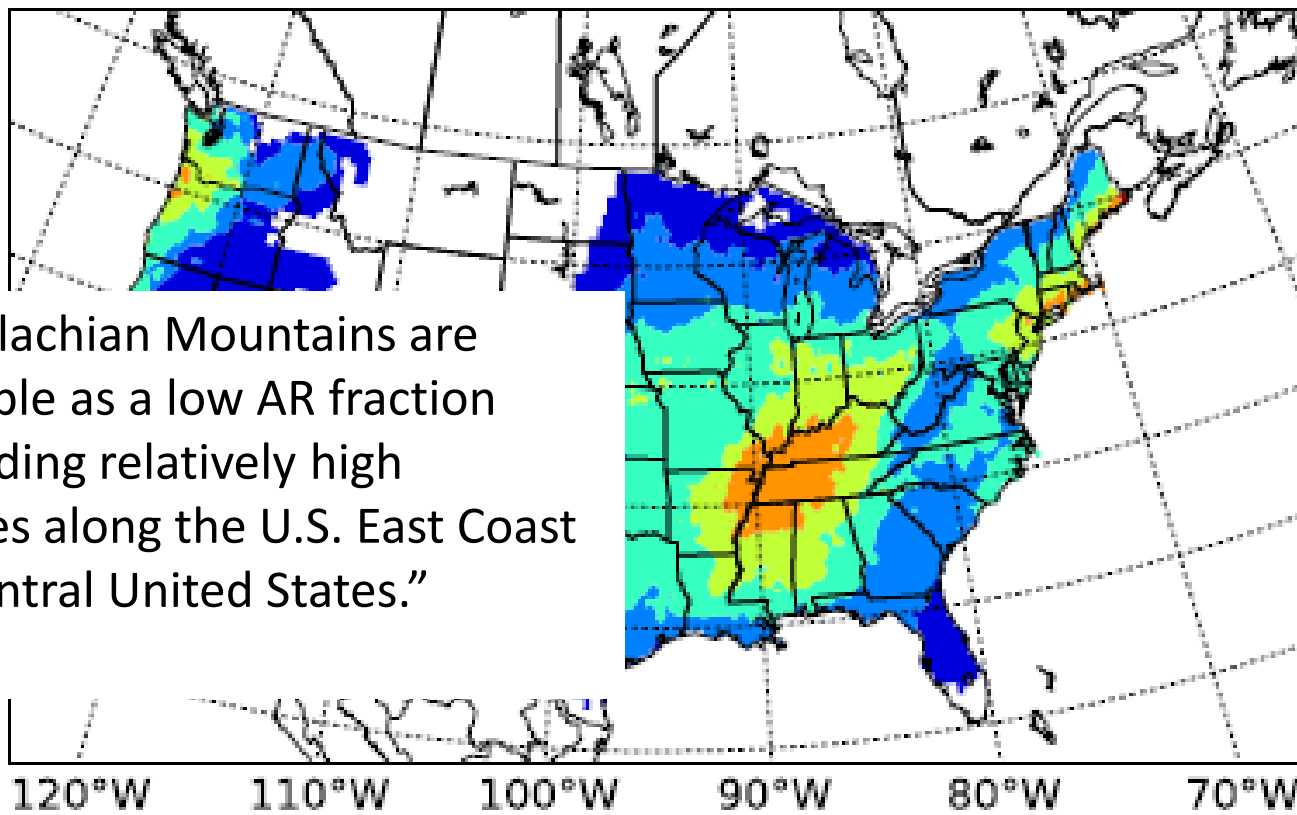 lachian Mountains are
ble as a low AR fraction
ding relatively high
es along the U.S. East Coast
ntral United States.”
120°W 110°W 100°W 90°W 80°W 70°W